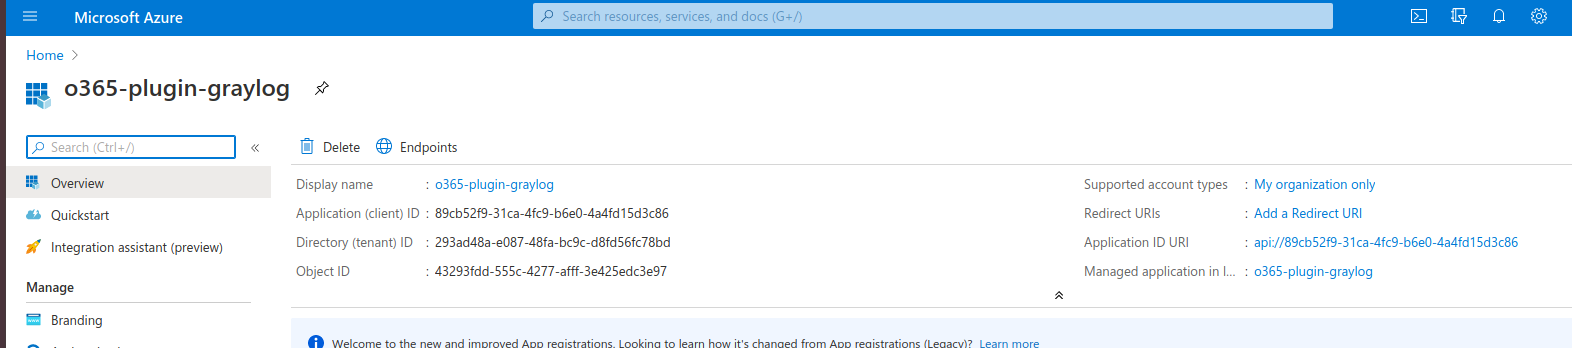 Microsoft Azure
Search resources, services, and docs (G+/)
Home
o365-plugin-graylog
Search (Ctrl+/)
«
Delete
Endpoints
Overview
Quickstart
Integration assistant (preview)
Manage
Branding
Display name : o365-plugin-graylog
Application (client) ID : 89cb52f9-31ca-4fc9-b6e0-4a4fd15d3c86
Directory (tenant) ID : 293ad48a-e087-48fa-bc9c-d8fd56fc78bd
Object ID : 43293fdd-555c-4277-afff-3e425edc3e97
Supported account types : My organization only
Redirect URIs : Add a Redirect URI
Application ID URI : api://89cb52f9-31ca-4fc9-b6e0-4a4fd15d3c86
Managed application in l... : o365-plugin-graylog
Welcome to the new and improved App registrations. Looking to learn how it's changed from App registrations (Legacy)? Learn more